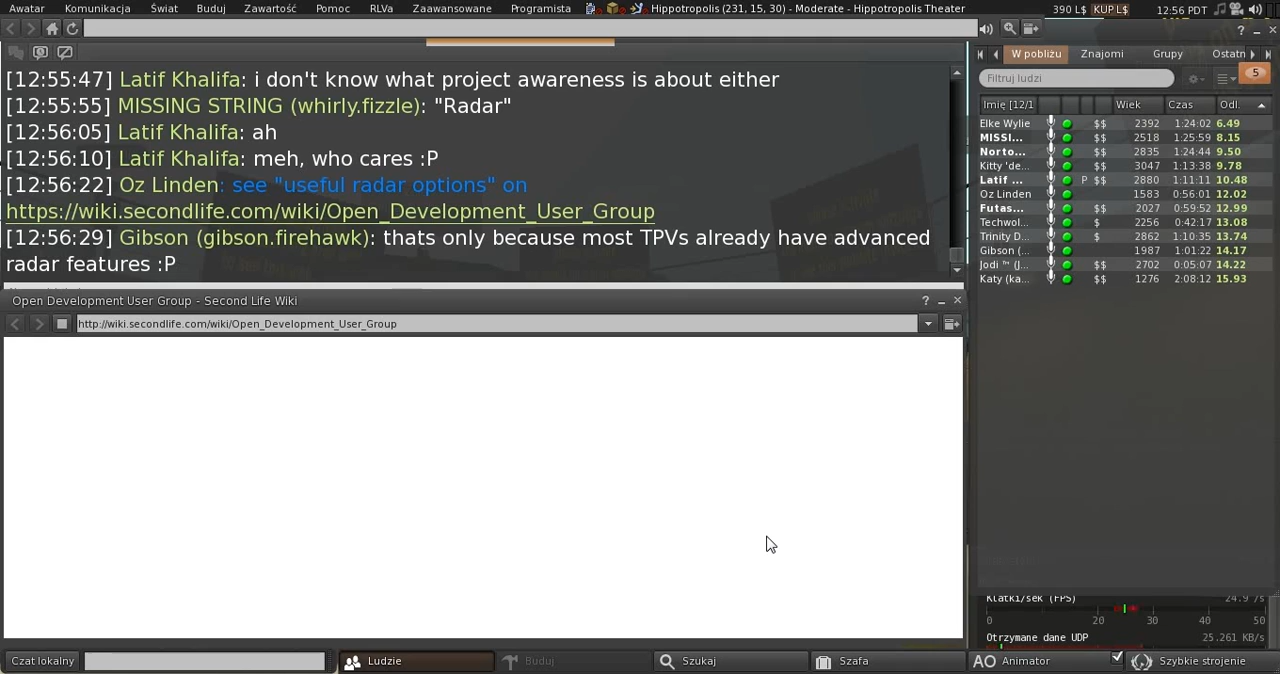 Awatar Komunikacja Świat Buduj Zawartość Pomoc RLVa Zaawansowane Programista Hippotropolis (231, 15, 30) - Moderate - Hippotropolis Theater 390 L$ KUP L$ 12:56 PDT
[12:55:47] Latif Khalifa: i don't know what project awareness is about either
[12:55:55] MISSING STRING (whirly.fizzle): "Radar"
[12:56:05] Latif Khalifa: ah
[12:56:10] Latif Khalifa: meh, who cares :P
[12:56:22] Oz Linden: see "useful radar options" on
https://wiki.secondlife.com/wiki/Open_Development_User_Group
[12:56:29] Gibson (gibson.firehawk): thats only because most TPVs already have advanced
radar features :P
Open Development User Group - Second Life Wiki ?
http://wiki.secondlife.com/wiki/Open_Development_User_Group
?
W pobliżu Znajomi Grupy Ostatn
5
Filtruj ludzi
Imię [12/1 Wiek Czas Odl.
Elke Wylie $$ 2392 1:24:02 6.49
MISSI... $$ 2518 1:25:59 8.15
Norto... $$ 2835 1:24:44 9.50
Kitty 'de... $$ 3047 1:13:38 9.78
Latif ... P $$ 2880 1:11:11 10.48
Oz Linden 1583 0:56:01 12.02
Futas... $$ 2027 0:59:52 12.99
Techwol... $ 2256 0:42:17 13.08
Trinity D... $ 2862 1:10:35 13.74
Gibson (... 1987 1:01:22 14.17
Jodi ™ (J... $$ 2702 0:05:07 14.22
Katy (ka... $$ 1276 2:08:12 15.93
Klatki/sek (FPS) 24.9 /s
0 20 30 40 50
Otrzymane dane UDP 25.261 KB/s
Czat lokalny Ludzie Buduj Szukaj Szafa AO Animator Szybkie strojenie